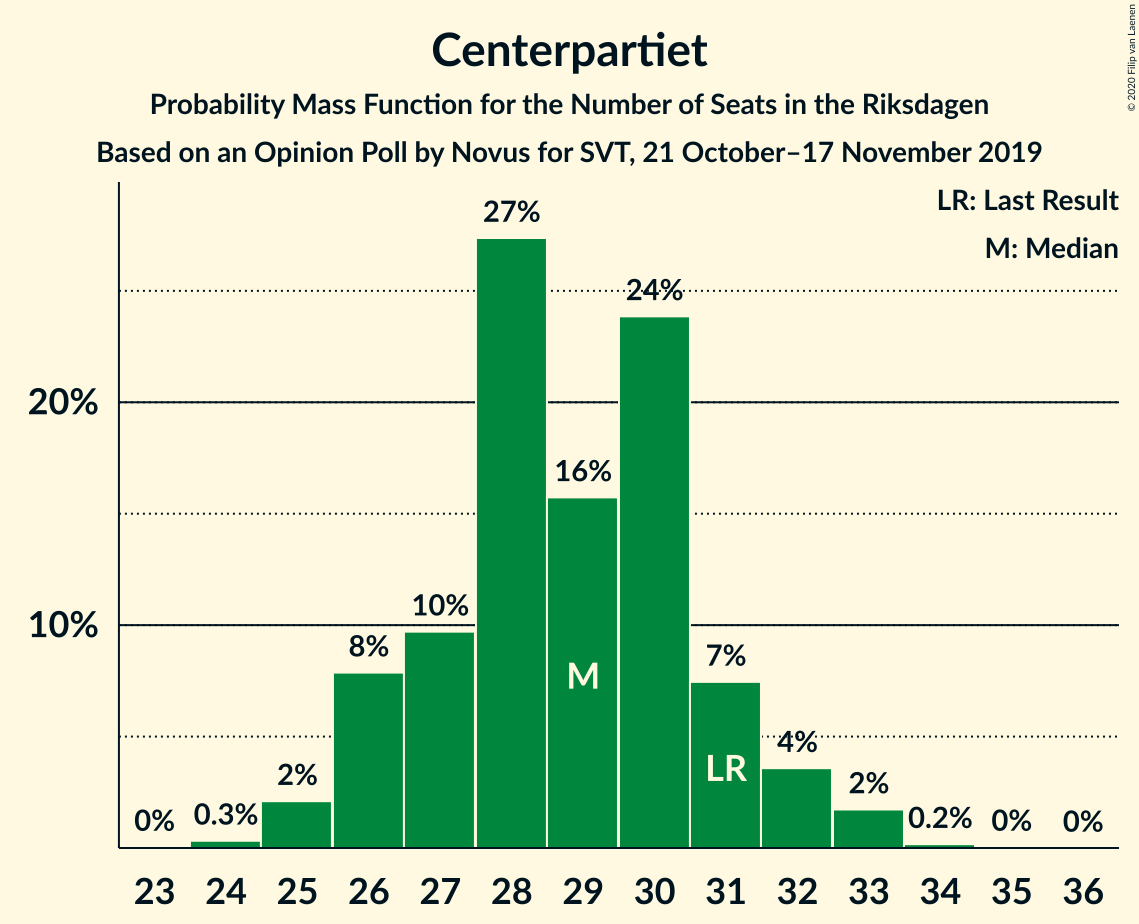 Centerpartiet
Probability Mass Function for the Number of Seats in the Riksdagen
Based on an Opinion Poll by Novus for SVT, 21 October–17 November 2019
© 2020 Filip van Laenen
LR: Last Result
M: Median
20%
10%
0%
0.3%
2%
8%
10%
27%
16%
24%
7%
4%
2%
0.2%
0%
0%
M
LR
23 24 25 26 27 28 29 30 31 32 33 34 35 36